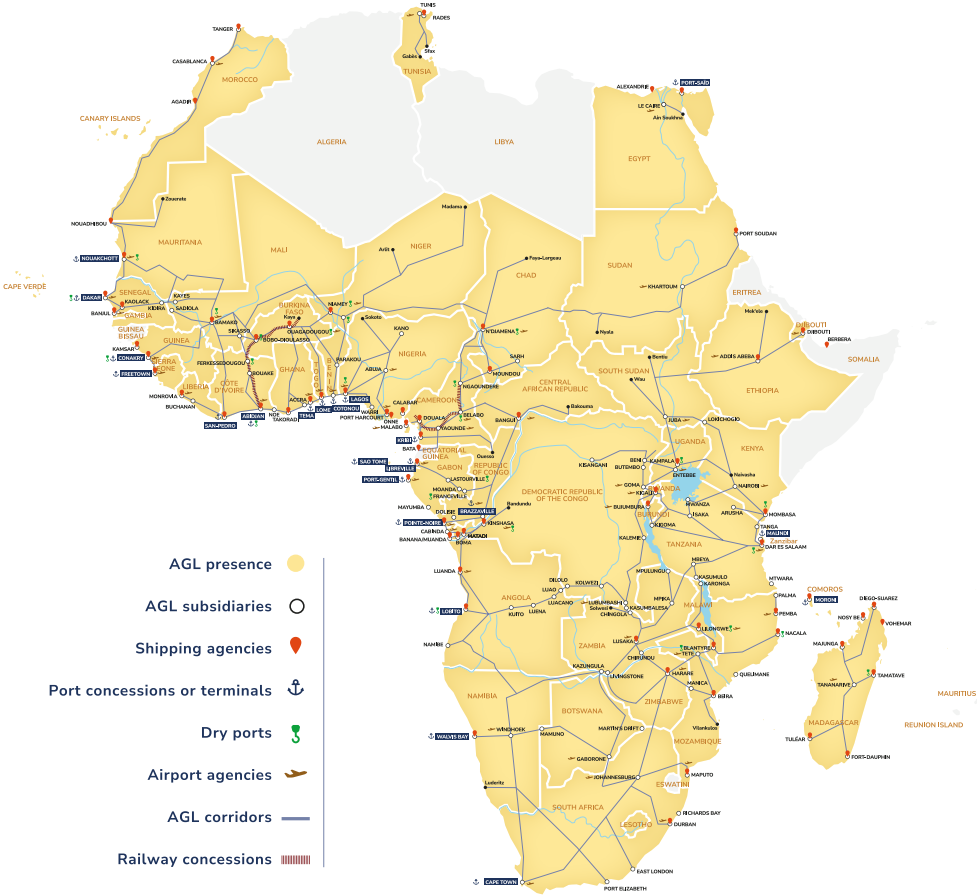 TUNIS
RADES
TANGER
Sfax
Gabès
CASABLANCA
TUNISIA
MOROCCO
ALEXANDRIE
PORT-SAÏD
AGADIR
LE CAIRE
CANARY ISLANDS
Ain Soukhna
ALGERIA
LIBYA
EGYPT
Zouerate
Madama
NOUADHIBOU
PORT SOUDAN
MAURITANIA
MALI
Arlit
NIGER
NOUAKCHOTT
Faya-Largeau
CHAD
SUDAN
CAPE VERDE
KHARTOUM
ERITREA
SENEGAL
DAKAR
KAOLACK
KAYES
KIDIRA
SADIOLA
BANJUL
GAMBIA
BURKINA
FASO
NIAMEY
Kaya
Sokoto
Mek'ele
DJIBOUTI
DJIBOUTI
GUINEA
BISSAU
BAMAKO
SIKASSO
OUAGADOUGOU
BOBO-DIOULASSO
KANO
N'DJAMENA
Nyala
BERBERA
GUINEA
KAMSAR
CONAKRY
NIGERIA
SARH
Bentu
ADDIS ABEBA
SOMALIA
SIERRA
LEONE
FREETOWN
FERKESSEDOUGOU
BOUAKE
GHANA
TOGO
BENIN
PARAKOU
ABUJA
MOUNDOU
SOUTH SUDAN
Wau
ETHIOPIA
LIBERIA
CÔTE
D'IVOIRE
NGAOUNDERE
CENTRAL
AFRICAN REPUBLIC
MONROVIA
BUCHANAN
ACCRA
LAGOS
CALABAR
CAMEROON
Bakouma
SAN-PEDRO
ABIDJAN
NOE
TAKORADI
TEMA
LOME
COTONOU
WARRI
PORT HARCOURT
ONNE
MALABO
DOUALA
BELABO
BANGUI
YAOUNDE
JUBA
LOKICHOGGIO
KRIBI
BATA
EQUATORIAL
GUINEA
Ouesso
UGANDA
KENYA
SAO TOME
LIBREVILLE
GABON
REPUBLIC
OF CONGO
KISANGANI
BENI
BUTEMBO
KAMPALA
ENTEBBE
Naivasha
PORT-GENTIL
LASTOURVILLE
MOANDA
FRANCEVILLE
DEMOCRATIC REPUBLIC
OF THE CONGO
GOMA
KIGALI
RWANDA
NAIROBI
MAYUMBA
DOLISIE
BRAZZAVILLE
Bandundu
BUJUMBURA
BURUNDI
MWANZA
ISAKA
ARUSHA
MOMBASA
POINTE-NOIRE
KINSHASA
KIGOMA
TANGA
MALINDI
CABINDA
BANANA/MUANDA
BOMA
MATADI
KALEMIE
TANZANIA
Zanzibar
DAR ES SALAAM
AGL presence
LUANDA
MBEYA
MPULUNGU
KASUMULO
KARONGA
MTWARA
DILOLO
LUAO
KOLWEZI
COMOROS
MORONI
AGL subsidiaries
ANGOLA
LUACANO
LUBUMBASHI
Solwesi
KASUMBALESA
CHINGOLA
MPIKA
MALAWI
PALMA
DIEGO-SUAREZ
LOBITO
KUITO
LUENA
PEMBA
NOSY BE
VOHEMAR
LILONGWE
NACALA
Shipping agencies
NAMIBE
ZAMBIA
LUSAKA
BLANTYRE
TETE
MAJUNGA
CHIRUNDU
KAZUNGULA
LIVINGSTONE
HARARE
QUELIMANE
TAMATAVE
Port concessions or terminals
NAMIBIA
MANICA
TANANARIVE
MAURITIUS
BOTSWANA
ZIMBABWE
BEIRA
MADAGASCAR
REUNION ISLAND
Dry ports
WALVIS BAY
WINDHOEK
MAMUNO
MARTIN'S DRIFT
Vilankulos
TULÉAR
MOZAMBIQUE
GABORONE
FORT-DAUPHIN
Airport agencies
Luderitz
JOHANNESBURG
MAPUTO
ESWATINI
AGL corridors
SOUTH AFRICA
RICHARDS BAY
LESOTHO
DURBAN
Railway concessions
EAST LONDON
CAPE TOWN
PORT ELIZABETH